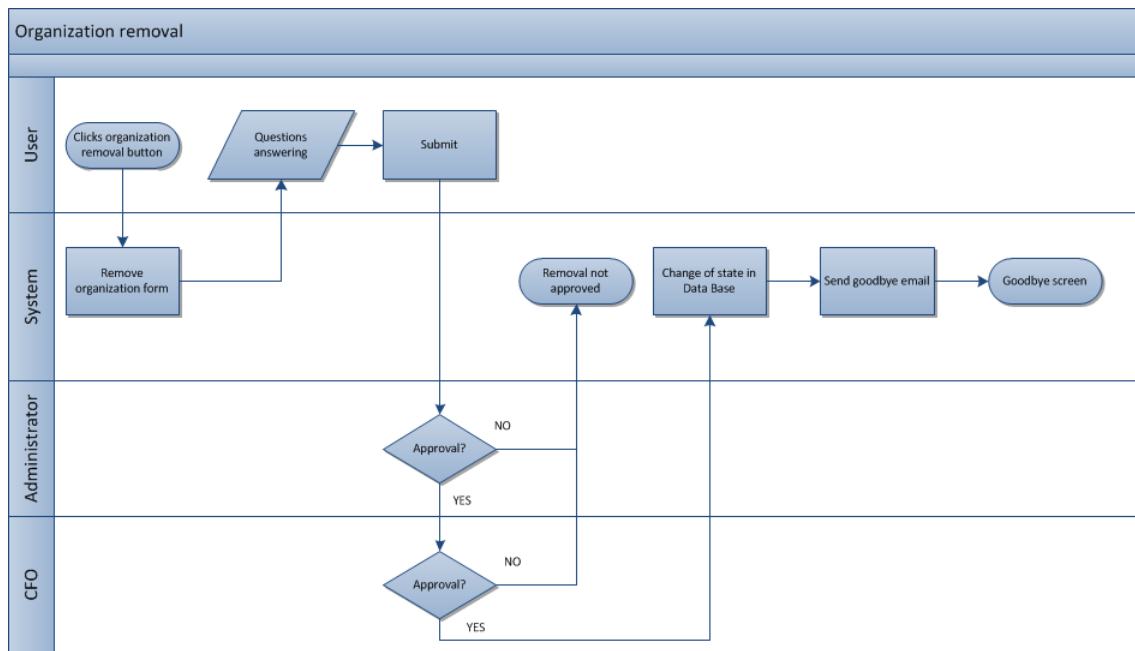 Organization removal
User
Clicks organization
removal button
Questions
answering
Submit
System
Remove
organization form
Removal not
approved
Change of state in
Data Base
Send goodbye email
Goodbye screen
Administrator
Approval?
NO
YES
CFO
Approval?
NO
YES